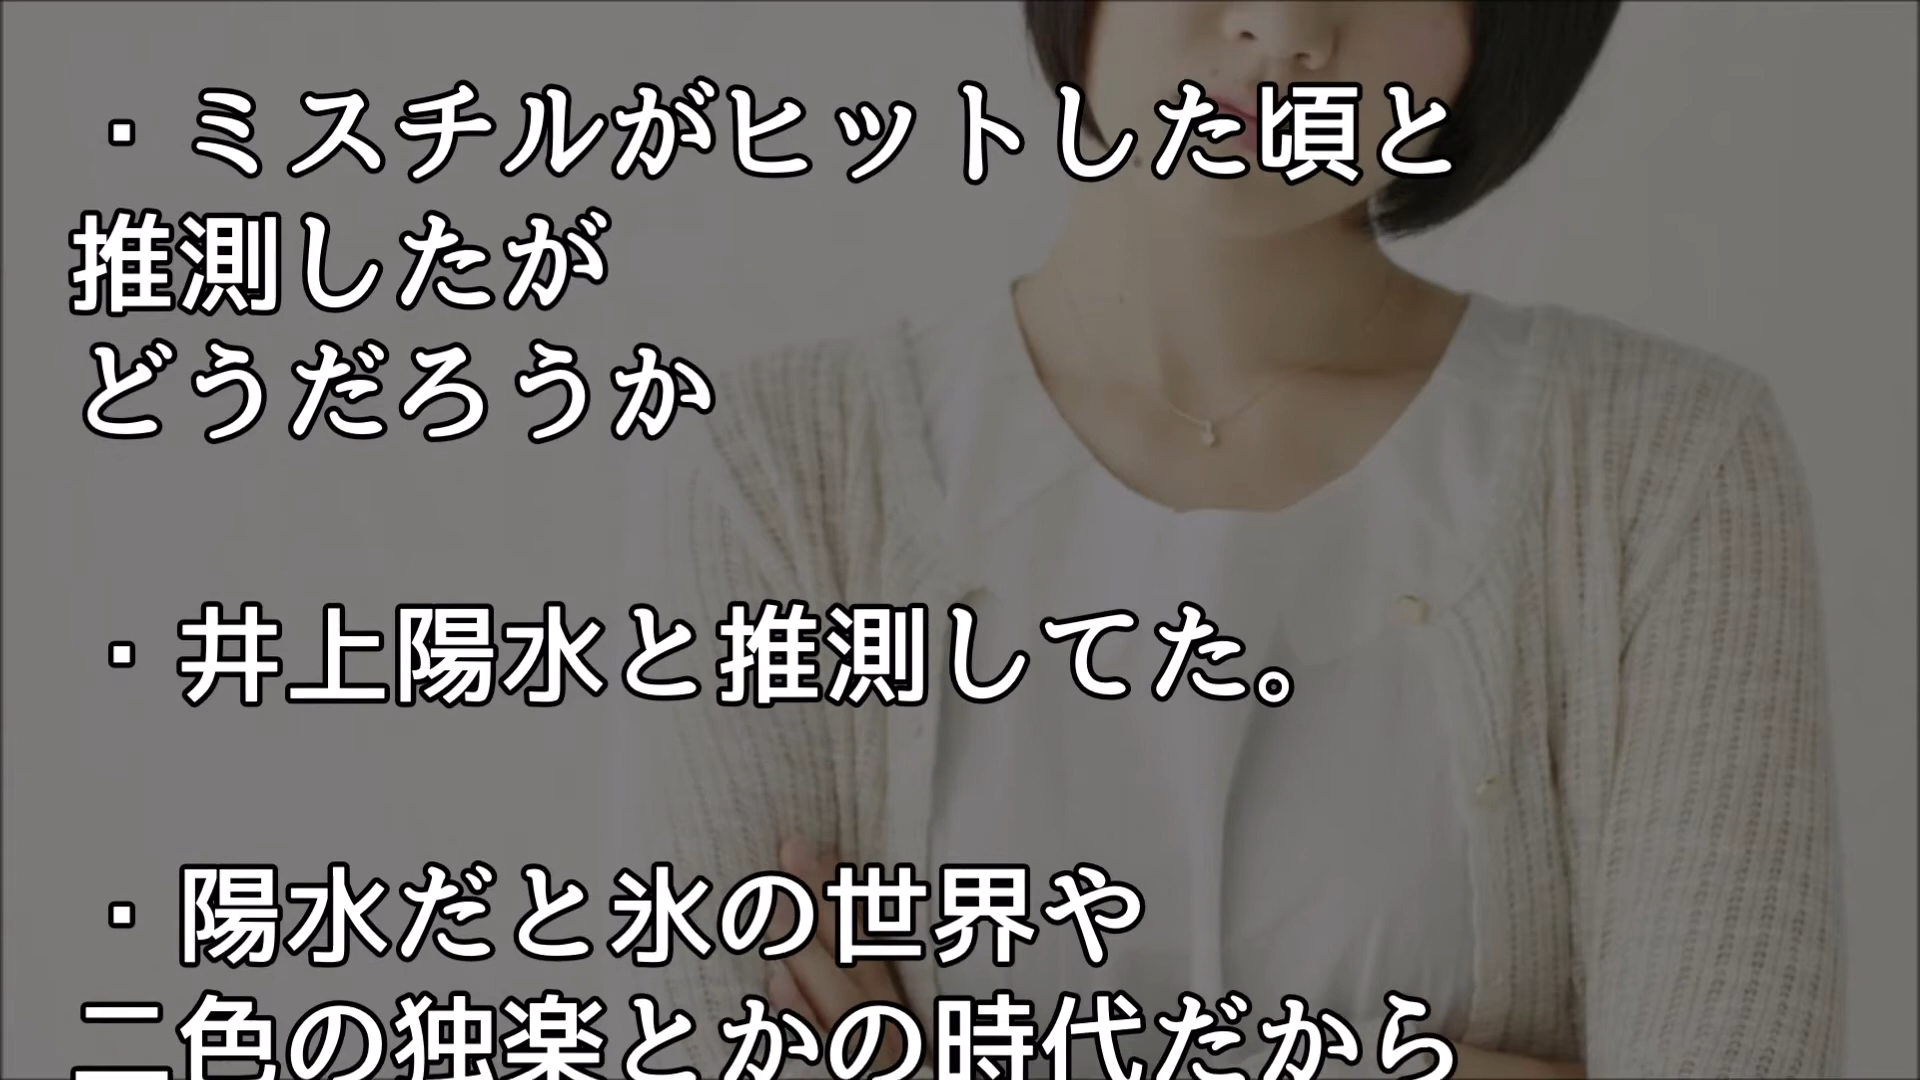 ・ミスチルがヒットした頃と
推測したが
どうだろうか
・井上陽水と推測してた。
・陽水だと氷の世界や
二色の独楽とかの時代だから